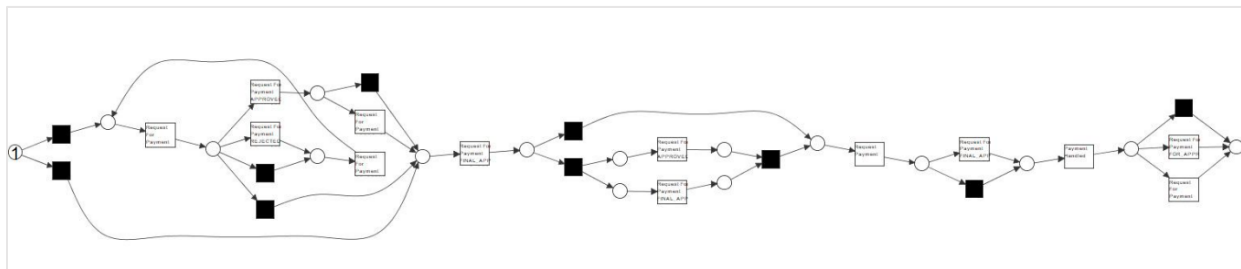 1
Request For
Payment
APPROVED
Request
For
Payment
Request For
Payment
REJECTED
Request
For
Payment
Request
For
Payment
Request For
Payment
FINAL_APP
Request For
Payment
APPROVED
Request For
Payment
FINAL_APP
Request
Payment
Request For
Payment
FINAL_APP
Payment
Handled
Request For
Payment
FOR_APPR
Request
For
Payment